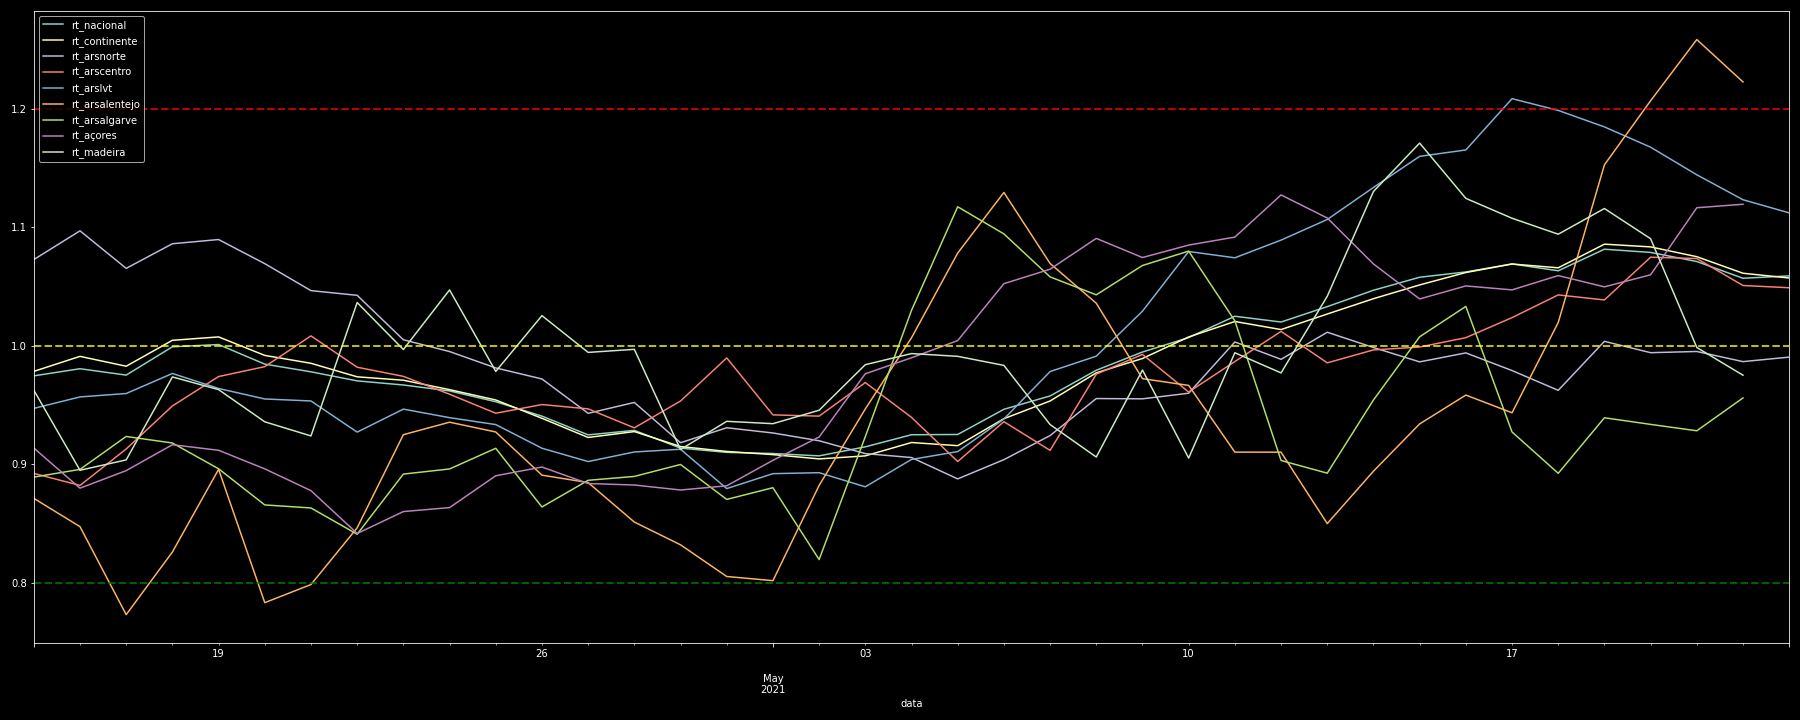 rt_nacional
rt_continente
rt_arsnorte
rt_arscentro
rt_arslvt
rt_arsalentejo
rt_arsalgarve
rt_açores
rt_madeira
1.2
1.1
1.0
0.9
0.8
19
26
03
10
17
May
2021
data